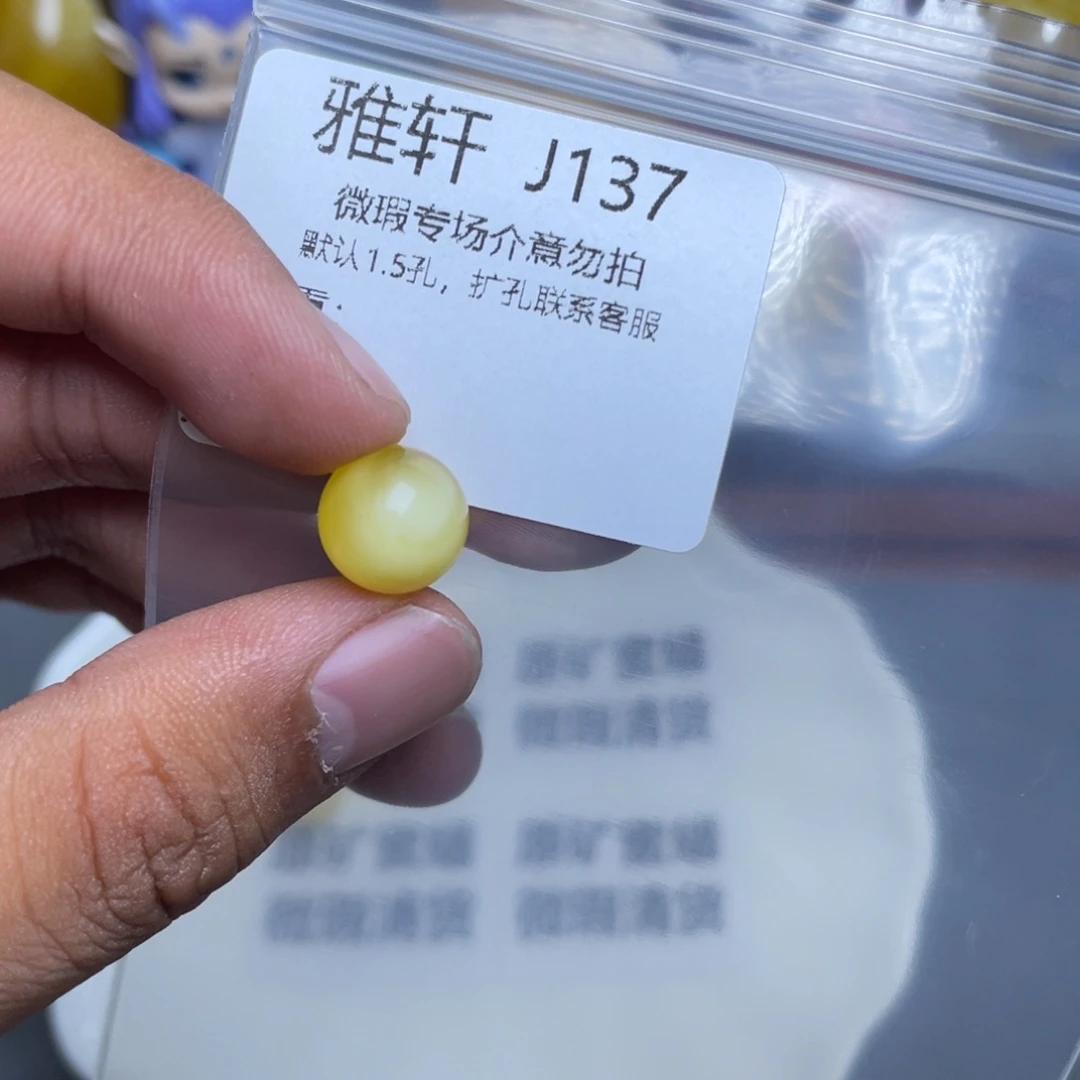 雅轩 J137
微瑕专场介意勿拍
默认1.5孔，扩孔联系客服
原矿蜜蜡
微瑕清货
原矿蜜蜡 原矿蜜蜡
微瑕清货 微瑕清货